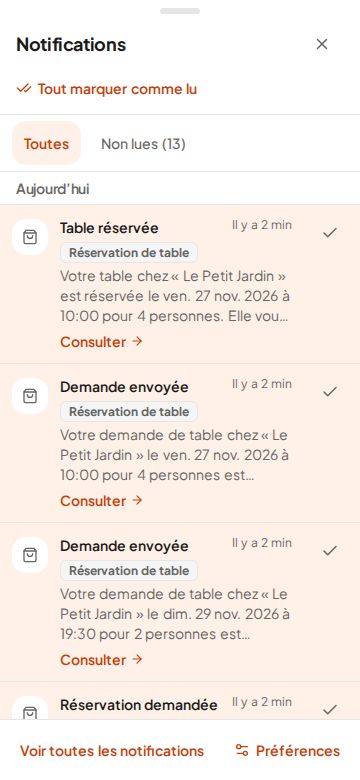 Notifications
Tout marquer comme lu
Toutes
Non lues (13)
Aujourd'hui
Table réservée
Il y a 2 min
Réservation de table
Votre table chez « Le Petit Jardin »
est réservée le ven. 27 nov. 2026 à
10:00 pour 4 personnes. Elle vou…
Consulter
Demande envoyée
Il y a 2 min
Réservation de table
Votre demande de table chez « Le
Petit Jardin » le ven. 27 nov. 2026 à
10:00 pour 4 personnes est…
Consulter
Demande envoyée
Il y a 2 min
Réservation de table
Votre demande de table chez « Le
Petit Jardin » le dim. 29 nov. 2026 à
19:30 pour 2 personnes est…
Consulter
Réservation demandée
Il y a 2 min
Voir toutes les notifications
Préférences